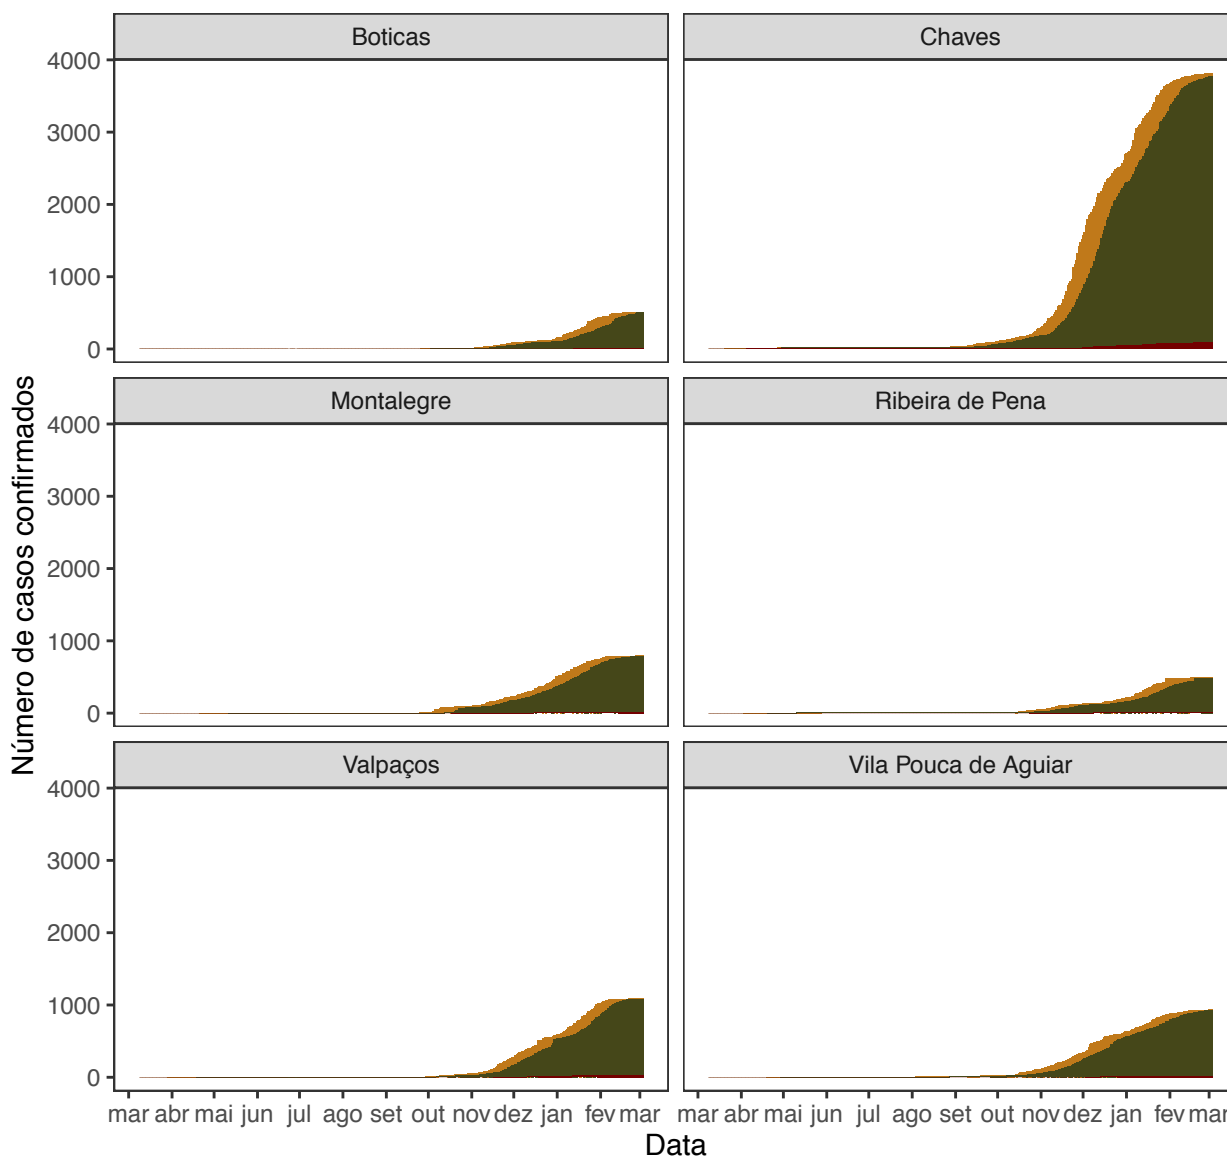 Boticas
Chaves
4000
3000
2000
1000
0
Montalegre
Ribeira de Pena
4000
3000
2000
1000
0
Valpaços
Vila Pouca de Aguiar
4000
3000
2000
1000
0
mar abr mai jun jul ago set out nov dez jan fev mar
mar abr mai jun jul ago set out nov dez jan fev mar
Data
Número de casos confirmados